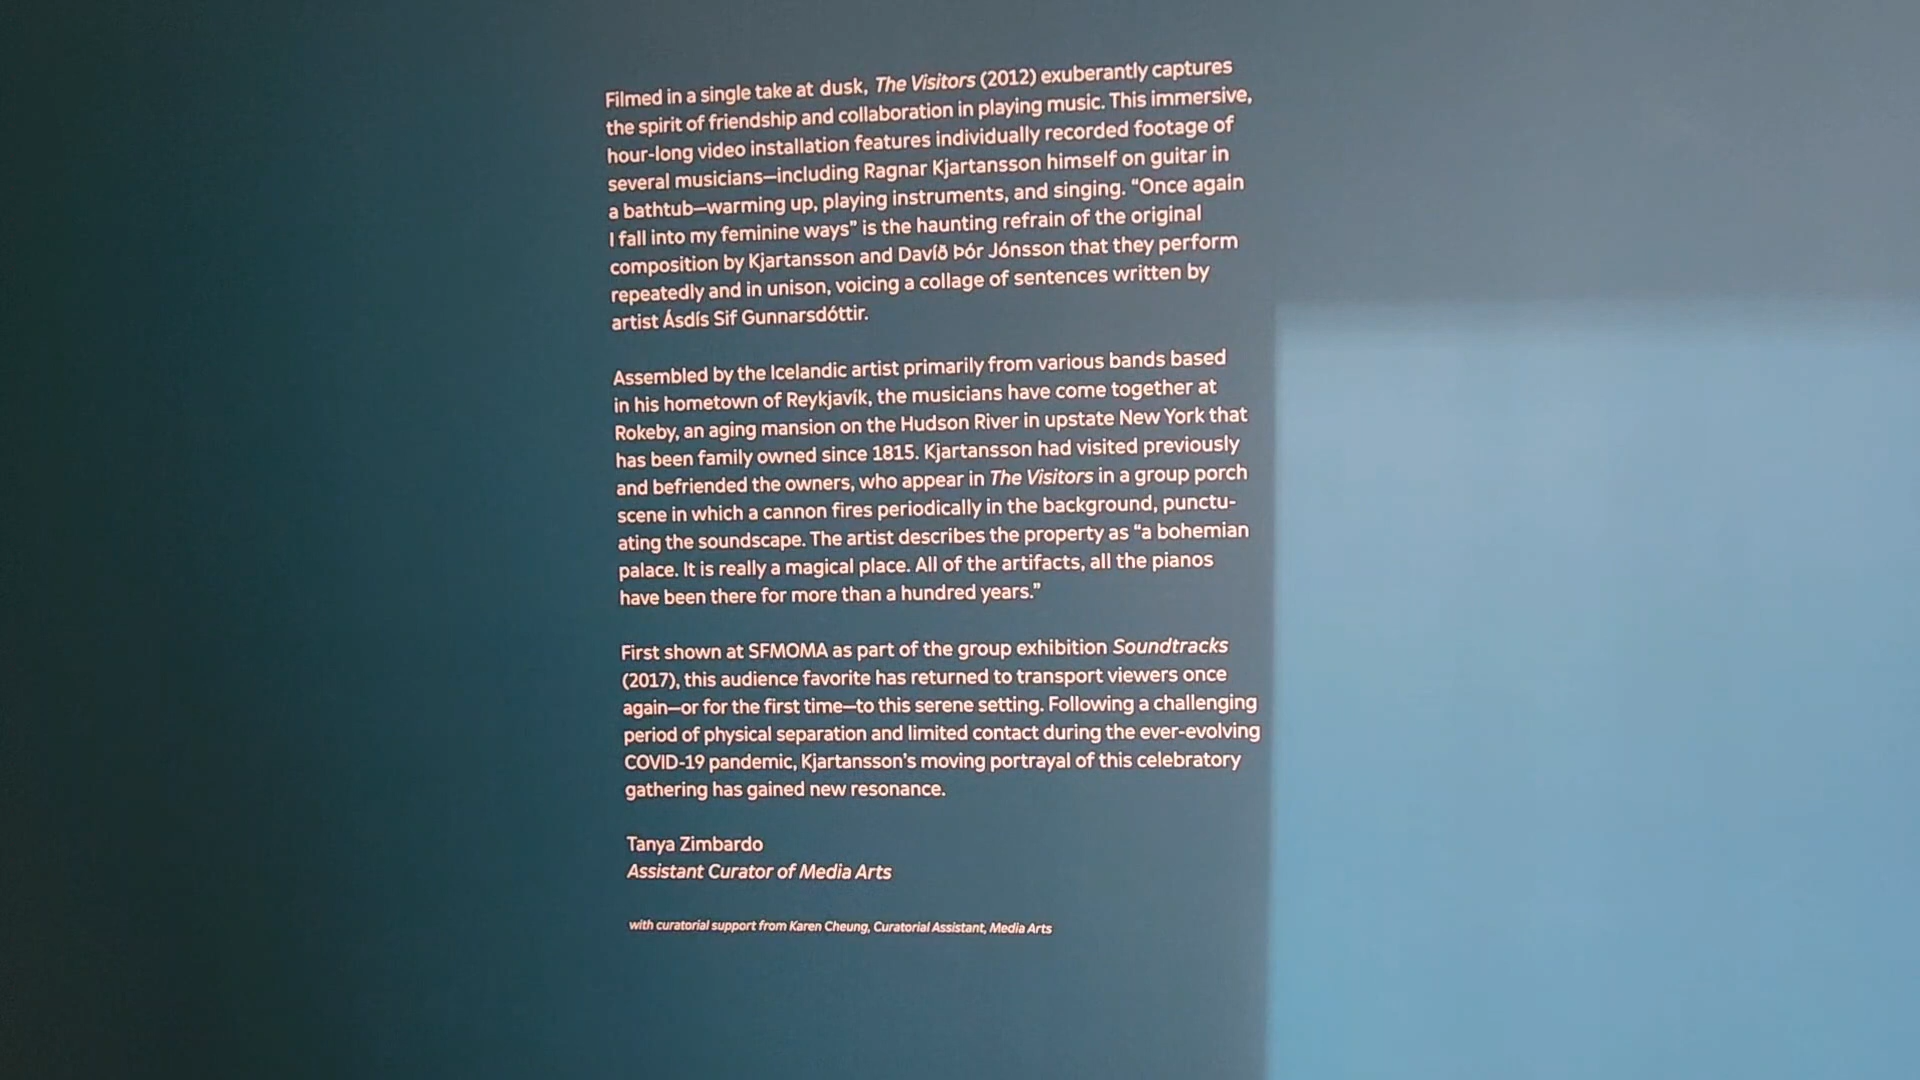 Filmed in a single take at dusk, The Visitors (2012) exuberantly captures
the spirit of friendship and collaboration in playing music. This immersive,
hour-long video installation features individually recorded footage of
several musicians—including Ragnar Kjartansson himself on guitar in
a bathtub—warming up, playing instruments, and singing. “Once again
I fall into my feminine ways” is the haunting refrain of the original
composition by Kjartansson and Davíð Þór Jónsson that they perform
repeatedly and in unison, voicing a collage of sentences written by
artist Ásdís Sif Gunnarsdóttir.

Assembled by the Icelandic artist primarily from various bands based
in his hometown of Reykjavík, the musicians have come together at
Rokeby, an aging mansion on the Hudson River in upstate New York that
has been family owned since 1815. Kjartansson had visited previously
and befriended the owners, who appear in The Visitors in a group porch
scene in which a cannon fires periodically in the background, punctu-
ating the soundscape. The artist describes the property as “a bohemian
palace. It is really a magical place. All of the artifacts, all the pianos
have been there for more than a hundred years.”

First shown at SFMOMA as part of the group exhibition Soundtracks
(2017), this audience favorite has returned to transport viewers once
again—or for the first time—to this serene setting. Following a challenging
period of physical separation and limited contact during the ever-evolving
COVID-19 pandemic, Kjartansson’s moving portrayal of this celebratory
gathering has gained new resonance.

Tanya Zimbardo
Assistant Curator of Media Arts

with curatorial support from Karen Cheung, Curatorial Assistant, Media Arts